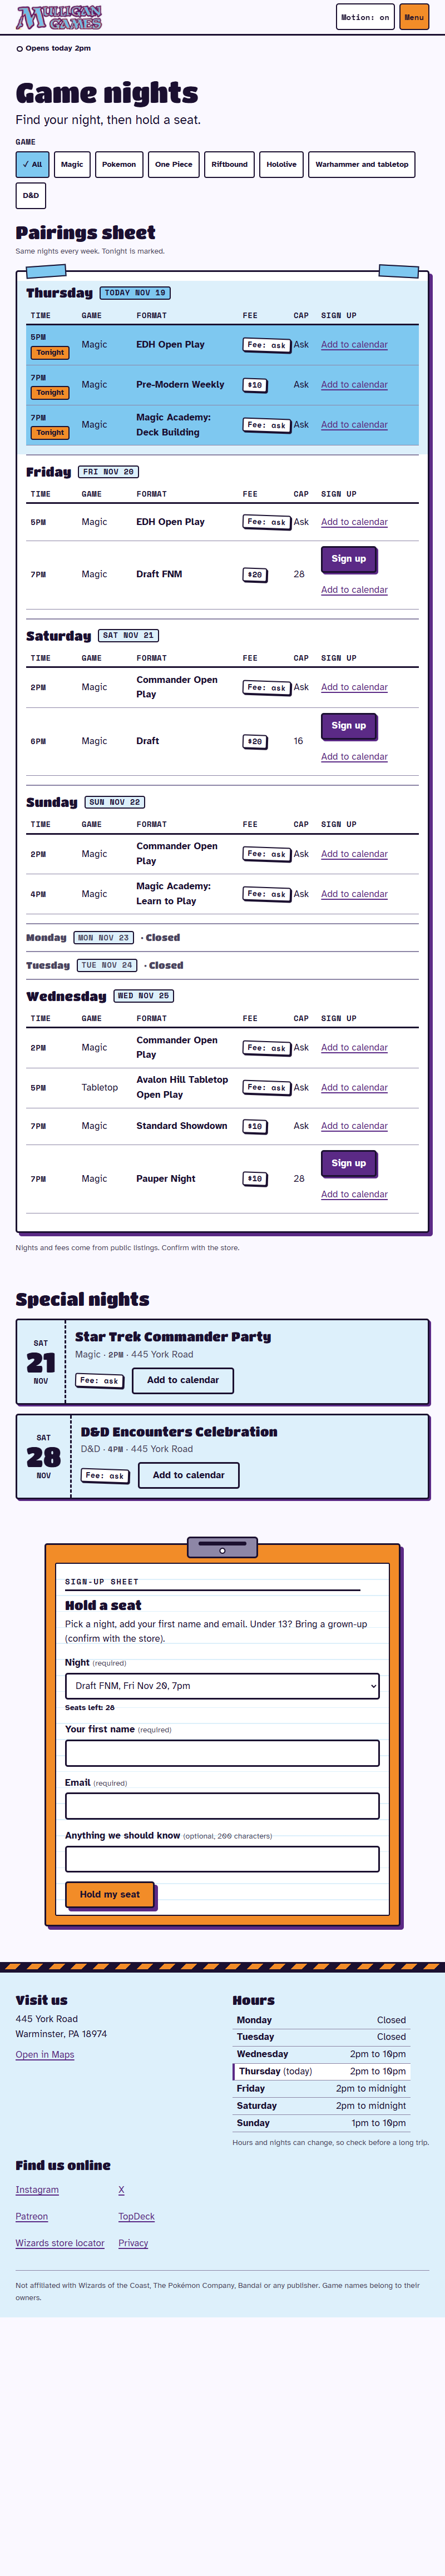 MULLIGAN GAMES
Motion: on
Menu
Opens today 2pm
Game nights
Find your night, then hold a seat.
GAME
✓ All
Magic
Pokemon
One Piece
Riftbound
Hololive
Warhammer and tabletop
D&D
Pairings sheet
Same nights every week. Tonight is marked.
Thursday TODAY NOV 19
TIME GAME FORMAT FEE CAP SIGN UP
5PM Tonight Magic EDH Open Play Fee: ask Ask Add to calendar
7PM Tonight Magic Pre-Modern Weekly $10 Ask Add to calendar
7PM Tonight Magic Magic Academy: Deck Building Fee: ask Ask Add to calendar
Friday FRI NOV 20
TIME GAME FORMAT FEE CAP SIGN UP
5PM Magic EDH Open Play Fee: ask Ask Add to calendar
7PM Magic Draft FNM $20 28 Sign up
Add to calendar
Saturday SAT NOV 21
TIME GAME FORMAT FEE CAP SIGN UP
2PM Magic Commander Open Play Fee: ask Ask Add to calendar
6PM Magic Draft $20 16 Sign up
Add to calendar
Sunday SUN NOV 22
TIME GAME FORMAT FEE CAP SIGN UP
2PM Magic Commander Open Play Fee: ask Ask Add to calendar
4PM Magic Magic Academy: Learn to Play Fee: ask Ask Add to calendar
Monday MON NOV 23 · Closed
Tuesday TUE NOV 24 · Closed
Wednesday WED NOV 25
TIME GAME FORMAT FEE CAP SIGN UP
2PM Magic Commander Open Play Fee: ask Ask Add to calendar
5PM Tabletop Avalon Hill Tabletop Open Play Fee: ask Ask Add to calendar
7PM Magic Standard Showdown $10 Ask Add to calendar
7PM Magic Pauper Night $10 28 Sign up
Add to calendar
Nights and fees come from public listings. Confirm with the store.
Special nights
SAT
21
NOV
Star Trek Commander Party
Magic · 2PM · 445 York Road
Fee: ask
Add to calendar
SAT
28
NOV
D&D Encounters Celebration
D&D · 4PM · 445 York Road
Fee: ask
Add to calendar
SIGN-UP SHEET
Hold a seat
Pick a night, add your first name and email. Under 13? Bring a grown-up
(confirm with the store).
Night (required)
Draft FNM, Fri Nov 20, 7pm
Seats left: 28
Your first name (required)
Email (required)
Anything we should know (optional, 200 characters)
Hold my seat
Visit us
445 York Road
Warminster, PA 18974
Open in Maps
Hours
Monday Closed
Tuesday Closed
Wednesday 2pm to 10pm
Thursday (today) 2pm to 10pm
Friday 2pm to midnight
Saturday 2pm to midnight
Sunday 1pm to 10pm
Hours and nights can change, so check before a long trip.
Find us online
Instagram X
Patreon TopDeck
Wizards store locator Privacy
Not affiliated with Wizards of the Coast, The Pokémon Company, Bandai or any publisher. Game names belong to their
owners.